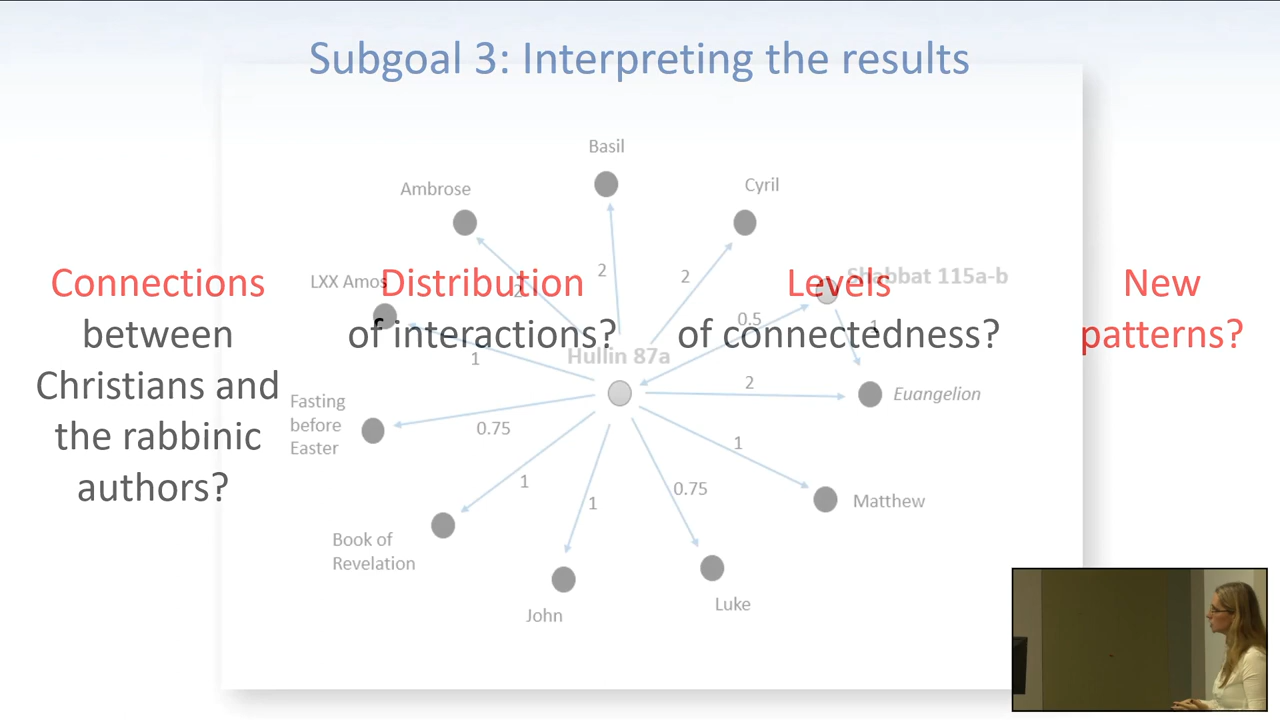 Subgoal 3: Interpreting the results
Basil
Ambrose
Cyril
LXX Amos
Shabbat 115a-b
Connections
between
Christians and
the rabbinic
authors?
Distribution
of interactions?
Levels
of connectedness?
New
patterns?
2
2
2
0.5
1
Hullin 87a
1
2
Euangelion
Fasting
before
Easter
0.75
1
Matthew
1
1
0.75
Book of
Revelation
John
Luke